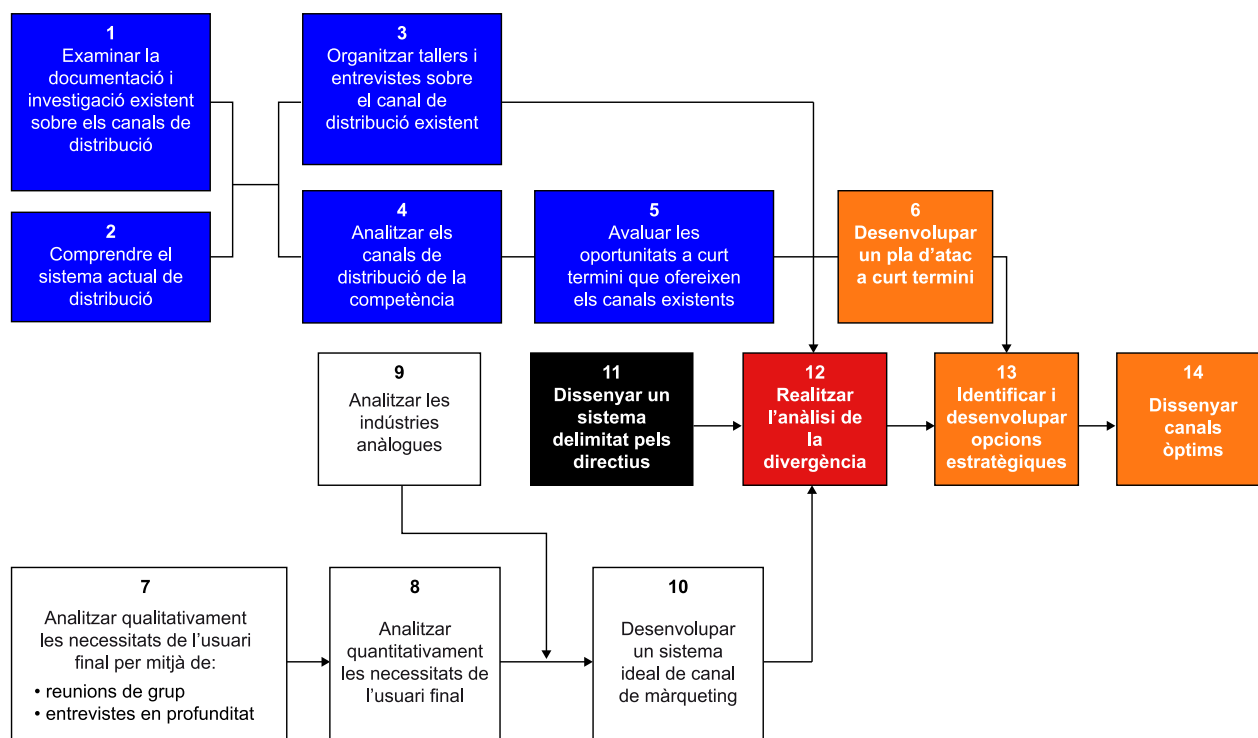 1
Examinar la
documentació i
investigació existent
sobre els canals de
distribució
2
Comprendre el
sistema actual de
distribució
3
Organitzar tallers i
entrevistes sobre
el canal de
distribució existent
4
Analitzar els
canals de
distribució de la
competència
5
Avaluar les
oportunitats a curt
termini que ofereixen
els canals existents
6
Desenvolupar
un pla d’atac
a curt termini
9
Analitzar les
indústries
anàlogues
11
Dissenyar un
sistema
delimitat pels
directius
12
Realitzar
l’anàlisi de
la
divergència
13
Identificar i
desenvolupar
opcions
estratègiques
14
Dissenyar
canals
òptims
7
Analitzar qualitativament
les necessitats de l’usuari
final per mitjà de:
• reunions de grup
• entrevistes en profunditat
8
Analitzar
quantitativament
les necessitats de
l’usuari final
10
Desenvolupar
un sistema
ideal de canal
de màrqueting